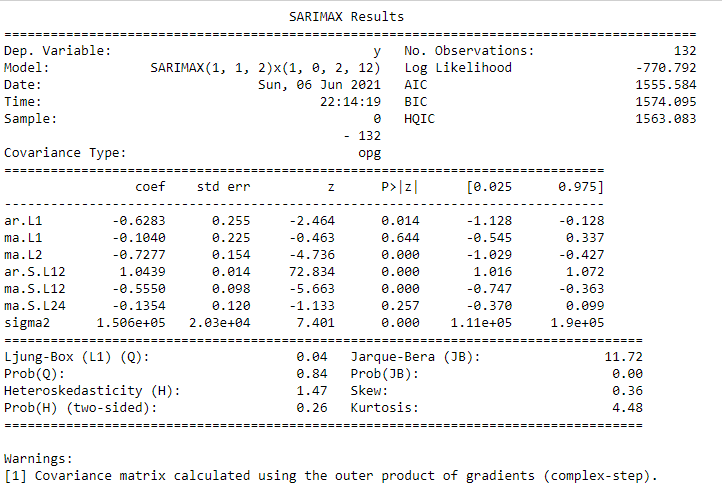 SARIMAX Results
==========================================================================================
Dep. Variable: y No. Observations: 132
Model: SARIMAX(1, 1, 2)x(1, 0, 2, 12) Log Likelihood -770.792
Date: Sun, 06 Jun 2021 AIC 1555.584
Time: 22:14:19 BIC 1574.095
Sample: 0 HQIC 1563.083
- 132
Covariance Type: opg
==============================================================================
coef std err z P>|z| [0.025 0.975]
------------------------------------------------------------------------------
ar.L1 -0.6283 0.255 -2.464 0.014 -1.128 -0.128
ma.L1 -0.1040 0.225 -0.463 0.644 -0.545 0.337
ma.L2 -0.7277 0.154 -4.736 0.000 -1.029 -0.427
ar.S.L12 1.0439 0.014 72.834 0.000 1.016 1.072
ma.S.L12 -0.5550 0.098 -5.663 0.000 -0.747 -0.363
ma.S.L24 -0.1354 0.120 -1.133 0.257 -0.370 0.099
sigma2 1.506e+05 2.03e+04 7.401 0.000 1.11e+05 1.9e+05
===================================================================================
Ljung-Box (L1) (Q): 0.04 Jarque-Bera (JB): 11.72
Prob(Q): 0.84 Prob(JB): 0.00
Heteroskedasticity (H): 1.47 Skew: 0.36
Prob(H) (two-sided): 0.26 Kurtosis: 4.48
===================================================================================
Warnings:
[1] Covariance matrix calculated using the outer product of gradients (complex-step).